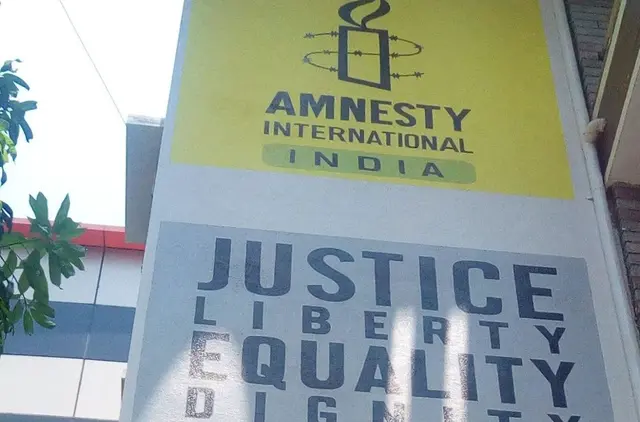 AMNESTY
INTERNATIONAL
INDIA
JUSTICE
LIBERTY
EQUALITY
DIGNITY